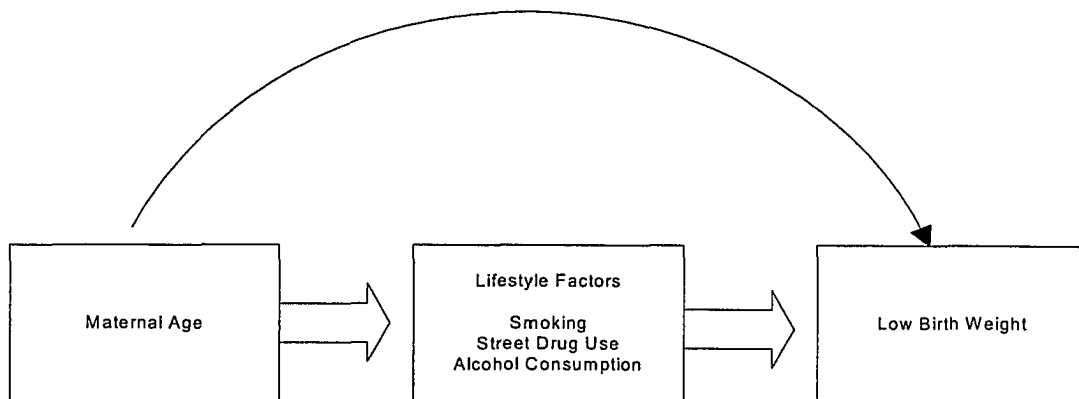 Maternal Age
Lifestyle Factors
Smoking
Street Drug Use
Alcohol Consumption
Low Birth Weight